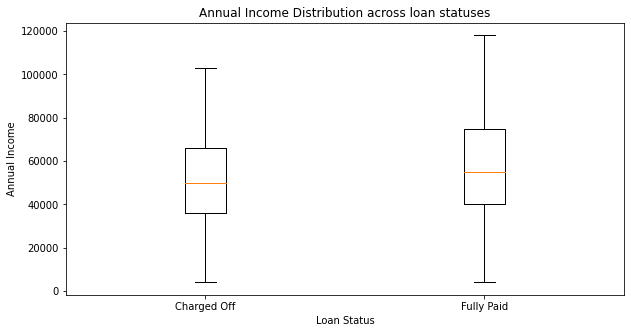 Annual Income Distribution across loan statuses
120000
100000
80000
60000
40000
20000
0
Annual Income
Charged Off
Fully Paid
Loan Status